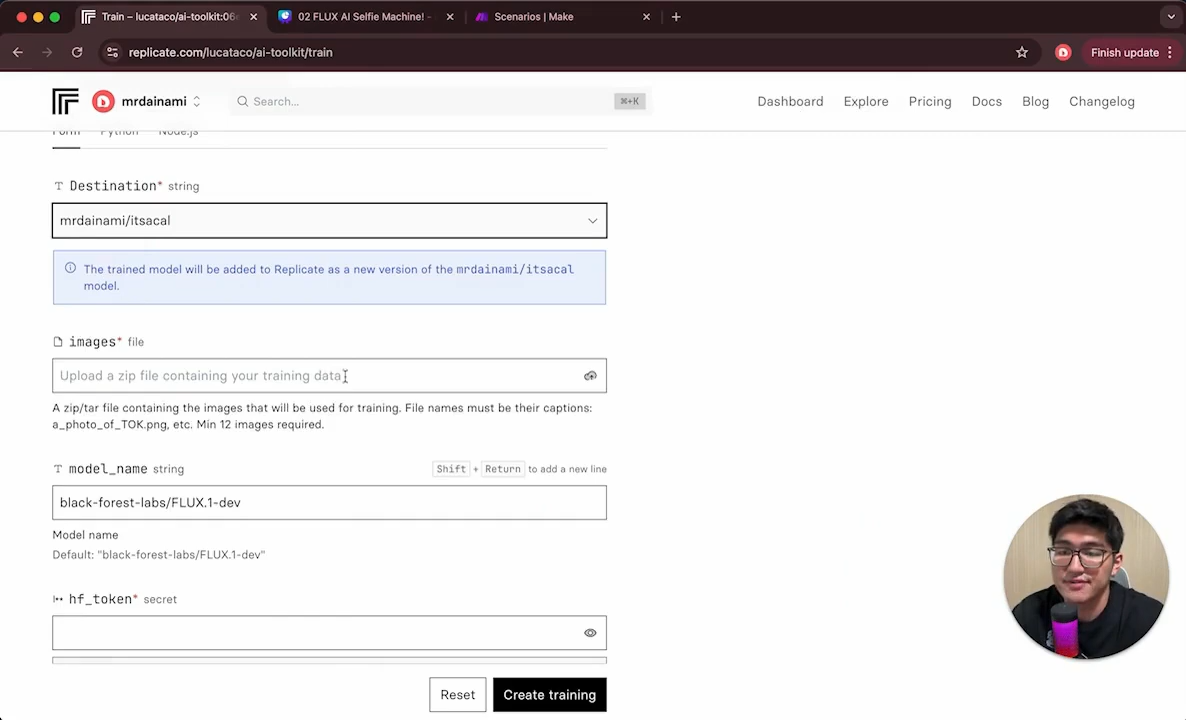 Train – lucataco/ai-toolkit:06
02 FLUX AI Selfie Machine! -
Scenarios | Make
replicate.com/lucataco/ai-toolkit/train
Finish update
mrdainami
Search...
⌘+K
Dashboard
Explore
Pricing
Docs
Blog
Changelog
Form
Python
Node.js
Destination* string
mrdainami/itsacal
The trained model will be added to Replicate as a new version of the mrdainami/itsacal
model.
images* file
Upload a zip file containing your training data
A zip/tar file containing the images that will be used for training. File names must be their captions:
a_photo_of_TOK.png, etc. Min 12 images required.
T model_name string
Shift + Return to add a new line
black-forest-labs/FLUX.1-dev
Model name
Default: "black-forest-labs/FLUX.1-dev"
hf_token* secret
Reset
Create training